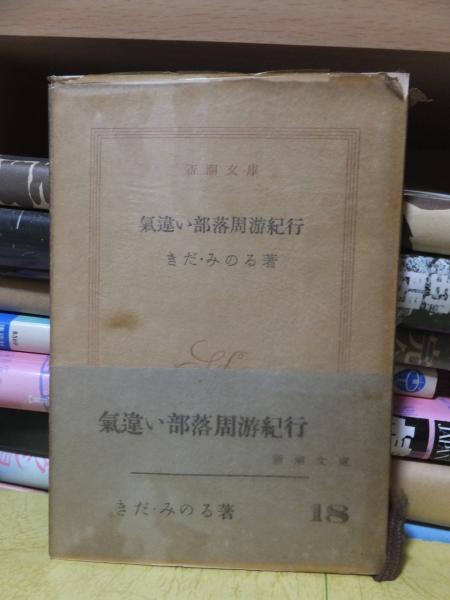 新潮文庫
氣違い部落周游紀行
きだ・みのる著
氣違い部落周游紀行
新潮文庫
きだ・みのる著
18
JAPAN